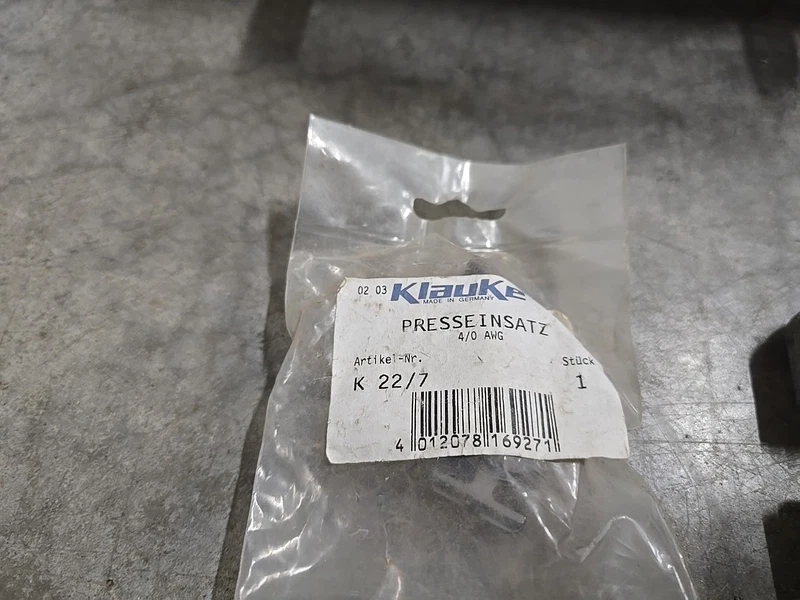 02 03 Klauke
MADE IN GERMANY
PRESSEINSATZ
4/0 AWG
Artikel-Nr. Stück
K 22/7 1
4 012078 169271